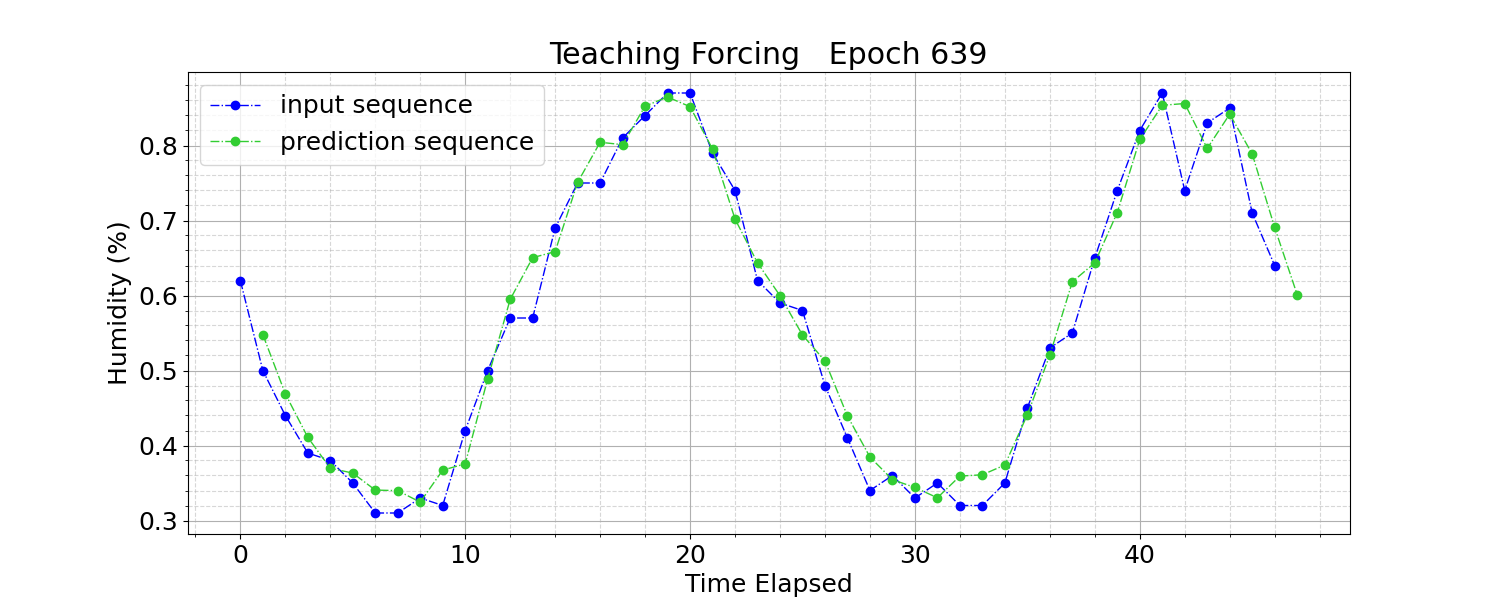 Teaching Forcing   Epoch 639
input sequence
prediction sequence
Humidity (%)
0.8
0.7
0.6
0.5
0.4
0.3
0 10 20 30 40
Time Elapsed